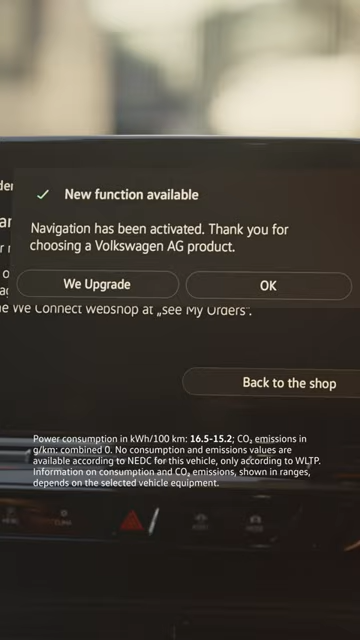 New function available
Navigation has been activated. Thank you for
choosing a Volkswagen AG product.
We Upgrade
OK
he We Connect webshop at „see My Orders".
Back to the shop
Power consumption in kWh/100 km: 16.5-15.2; CO₂ emissions in
g/km: combined 0. No consumption and emissions values are
available according to NEDC for this vehicle, only according to WLTP.
Information on consumption and CO₂ emissions, shown in ranges,
depends on the selected vehicle equipment.